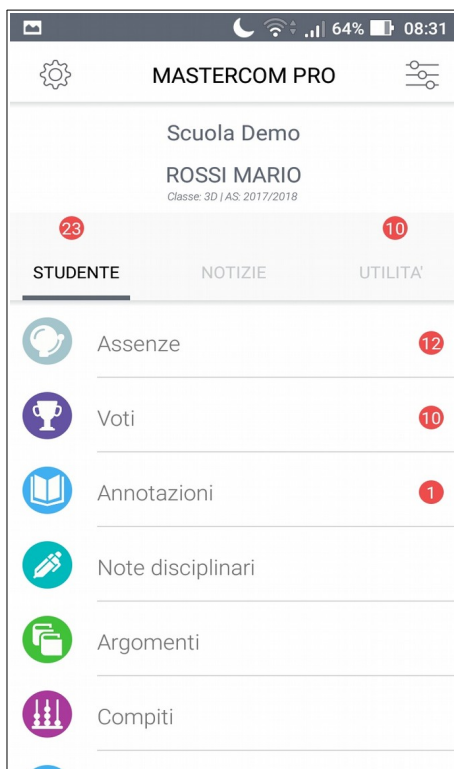 64% 08:31
MASTERCOM PRO
Scuola Demo
ROSSI MARIO
Classe: 3D | AS: 2017/2018
23 10
STUDENTE NOTIZIE UTILITA'
Assenze 12
Voti 10
Annotazioni 1
Note disciplinari
Argomenti
Compiti